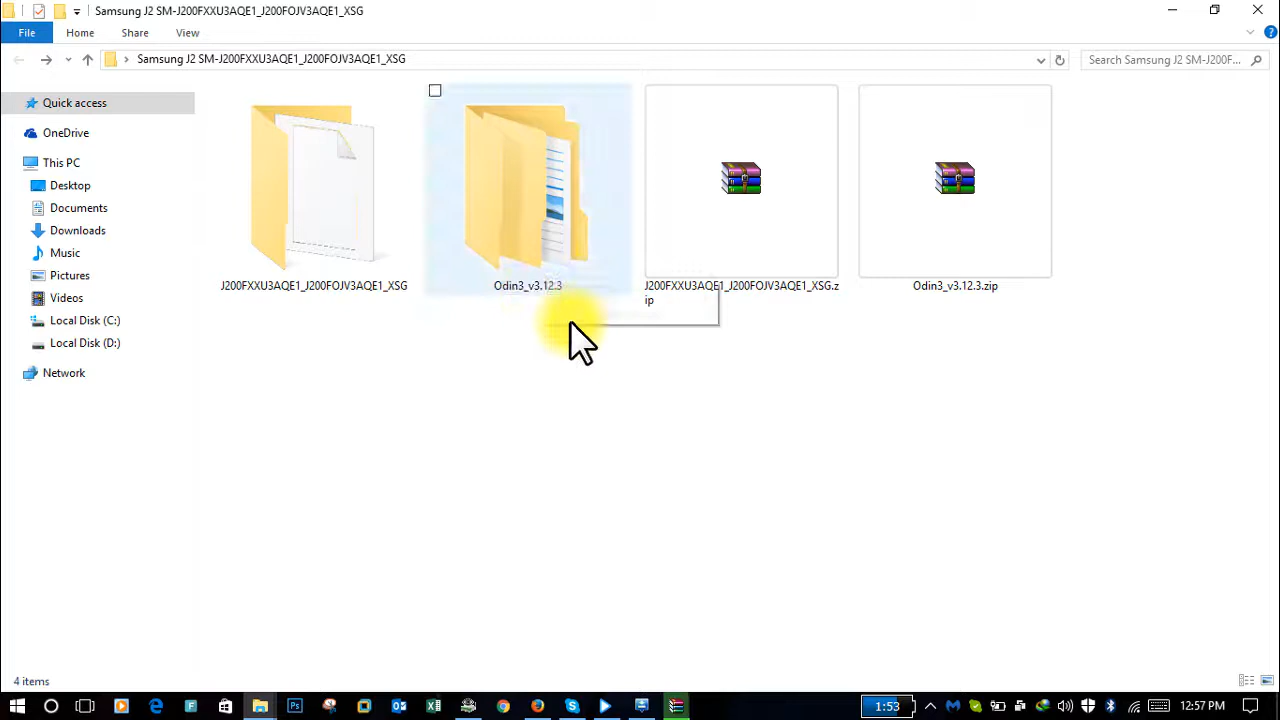 Samsung J2 SM-J200FXXU3AQE1_J200FOJV3AQE1_XSG
File Home Share View
Samsung J2 SM-J200FXXU3AQE1_J200FOJV3AQE1_XSG
Search Samsung J2 SM-J200F...
Quick access
OneDrive
This PC
Desktop
Documents
Downloads
Music
Pictures
Videos
Local Disk (C:)
Local Disk (D:)
Network
J200FXXU3AQE1_J200FOJV3AQE1_XSG
Odin3_v3.12.3
J200FXXU3AQE1_J200FOJV3AQE1_XSG.z
ip
Odin3_v3.12.3.zip
4 items
1:53
12:57 PM